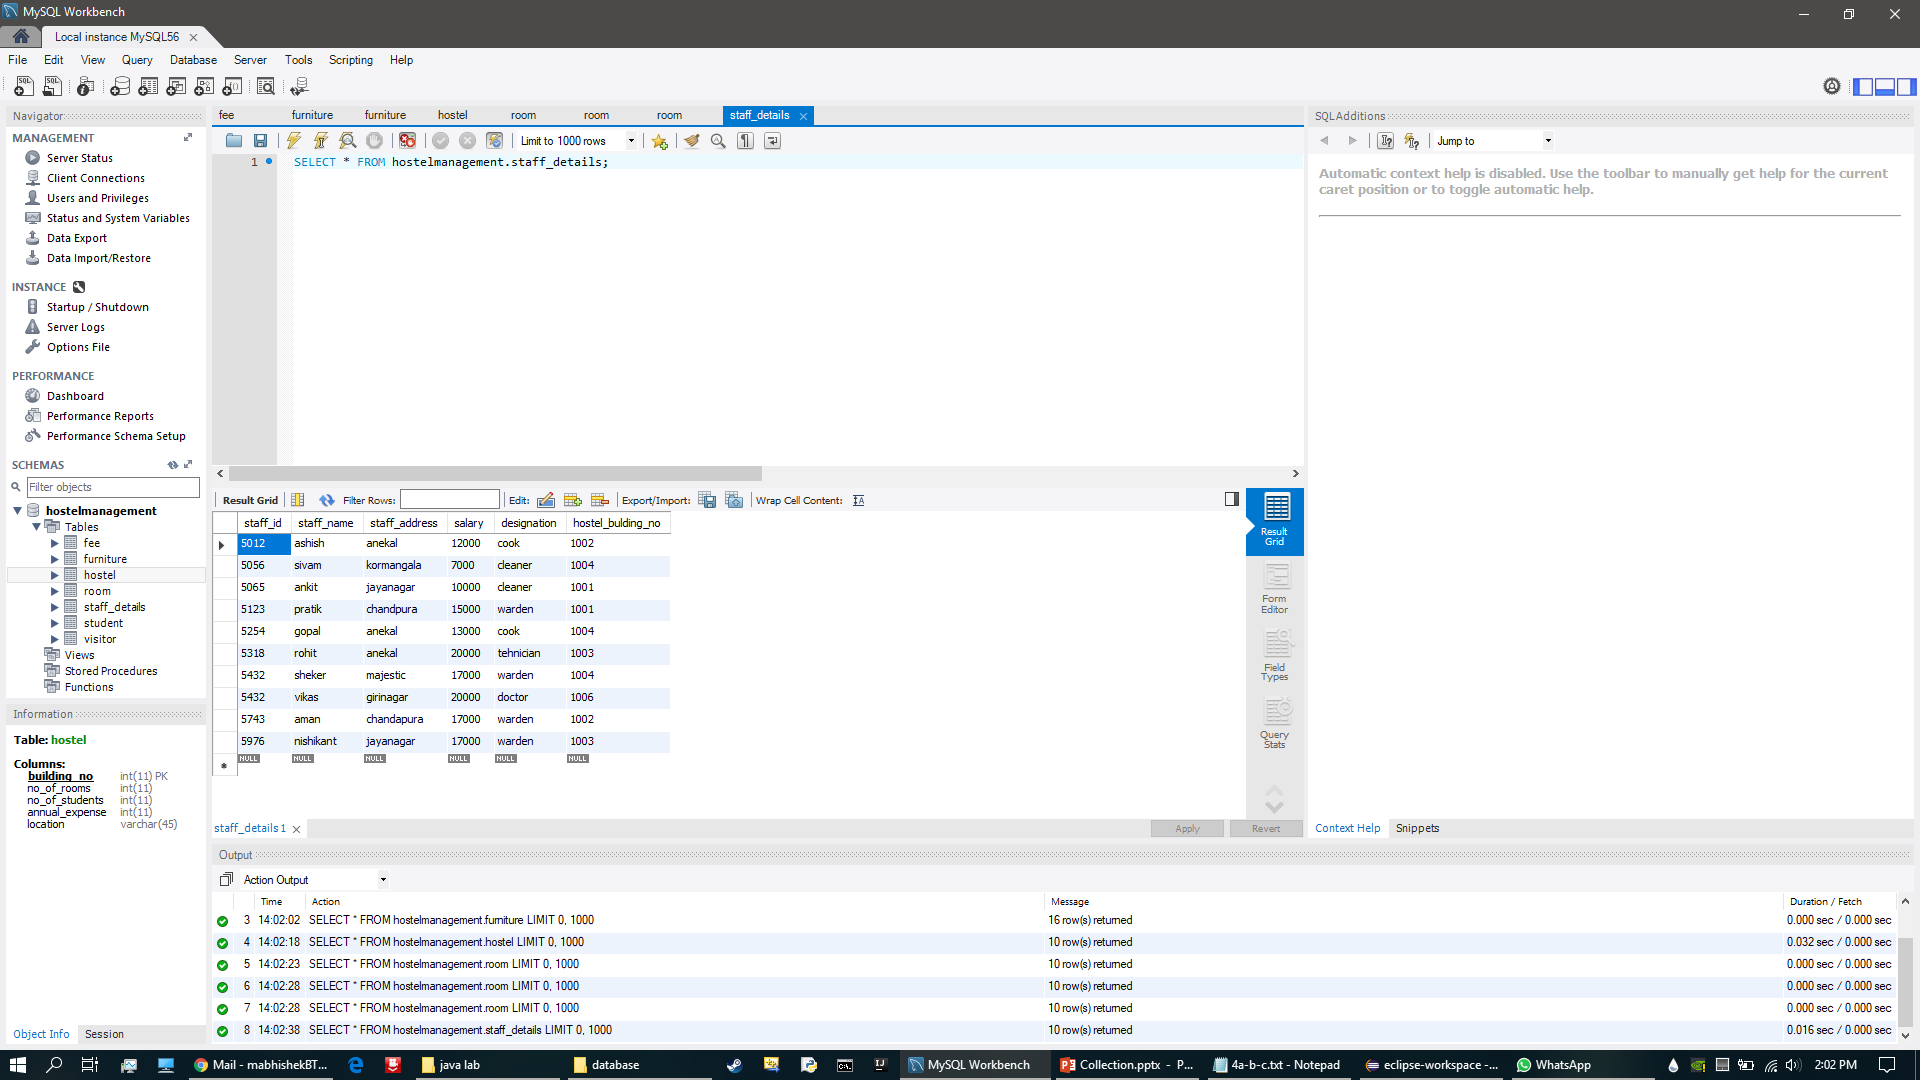 MySQL Workbench
Local instance MySQL56
File Edit View Query Database Server Tools Scripting Help
Navigator
MANAGEMENT
Server Status
Client Connections
Users and Privileges
Status and System Variables
Data Export
Data Import/Restore
INSTANCE
Startup / Shutdown
Server Logs
Options File
PERFORMANCE
Dashboard
Performance Reports
Performance Schema Setup
SCHEMAS
Filter objects
hostelmanagement
Tables
fee
furniture
hostel
room
staff_details
student
visitor
Views
Stored Procedures
Functions
Information
Table: hostel
Columns:
building_no int(11) PK
no_of_rooms int(11)
no_of_students int(11)
annual_expense int(11)
location varchar(45)
Object Info Session
fee furniture furniture hostel room room room staff_details
Limit to 1000 rows
1 SELECT * FROM hostelmanagement.staff_details;
Result Grid Filter Rows: Edit: Export/Import: Wrap Cell Content:
staff_id staff_name staff_address salary designation hostel_bulding_no
5012 ashish anekal 12000 cook 1002
5056 sivam kormangala 7000 cleaner 1004
5065 ankit jayanagar 10000 cleaner 1001
5123 pratik chandpura 15000 warden 1001
5254 gopal anekal 13000 cook 1004
5318 rohit anekal 20000 tehnician 1003
5432 sheker majestic 17000 warden 1004
5432 vikas girinagar 20000 doctor 1006
5743 aman chandapura 17000 warden 1002
5976 nishikant jayanagar 17000 warden 1003
NULL NULL NULL NULL NULL NULL
Result Grid
Form Editor
Field Types
Query Stats
staff_details 1 Apply Revert
SQLAdditions
Jump to
Automatic context help is disabled. Use the toolbar to manually get help for the current
caret position or to toggle automatic help.
Context Help Snippets
Output
Action Output
Time Action Message Duration / Fetch
3 14:02:02 SELECT * FROM hostelmanagement.furniture LIMIT 0, 1000 16 row(s) returned 0.000 sec / 0.000 sec
4 14:02:18 SELECT * FROM hostelmanagement.hostel LIMIT 0, 1000 10 row(s) returned 0.032 sec / 0.000 sec
5 14:02:23 SELECT * FROM hostelmanagement.room LIMIT 0, 1000 10 row(s) returned 0.000 sec / 0.000 sec
6 14:02:28 SELECT * FROM hostelmanagement.room LIMIT 0, 1000 10 row(s) returned 0.000 sec / 0.000 sec
7 14:02:28 SELECT * FROM hostelmanagement.room LIMIT 0, 1000 10 row(s) returned 0.000 sec / 0.000 sec
8 14:02:38 SELECT * FROM hostelmanagement.staff_details LIMIT 0, 1000 10 row(s) returned 0.016 sec / 0.000 sec
Mail - mabhishekBT... java lab database MySQL Workbench Collection.pptx - P... 4a-b-c.txt - Notepad eclipse-workspace -... WhatsApp 2:02 PM